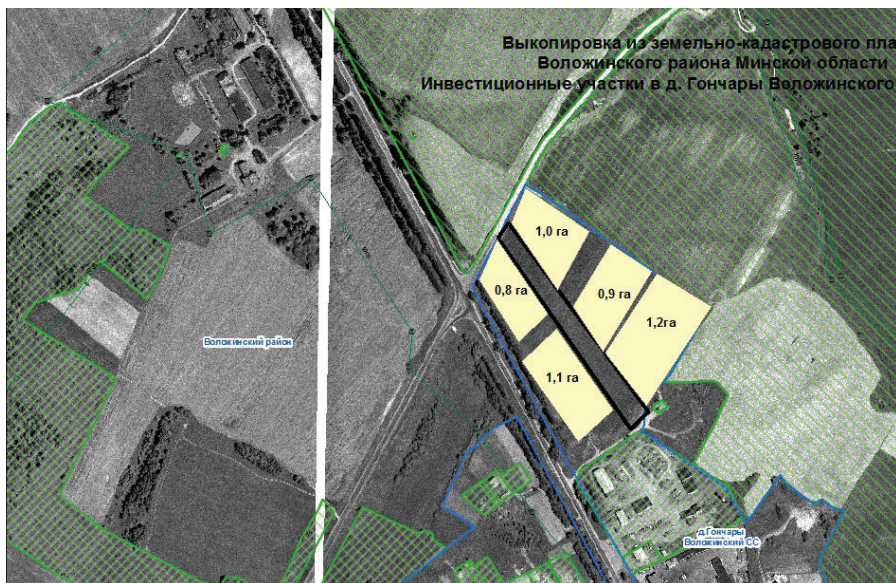 Выкопировка из земельно-кадастрового пла
Воложинского района Минской области
Инвестиционные участки в д. Гончары Воложинского
1,0 га
0,8 га
0,9 га
1,2га
1,1 га
Воложинский район
д.Гончары
Воложинский СС